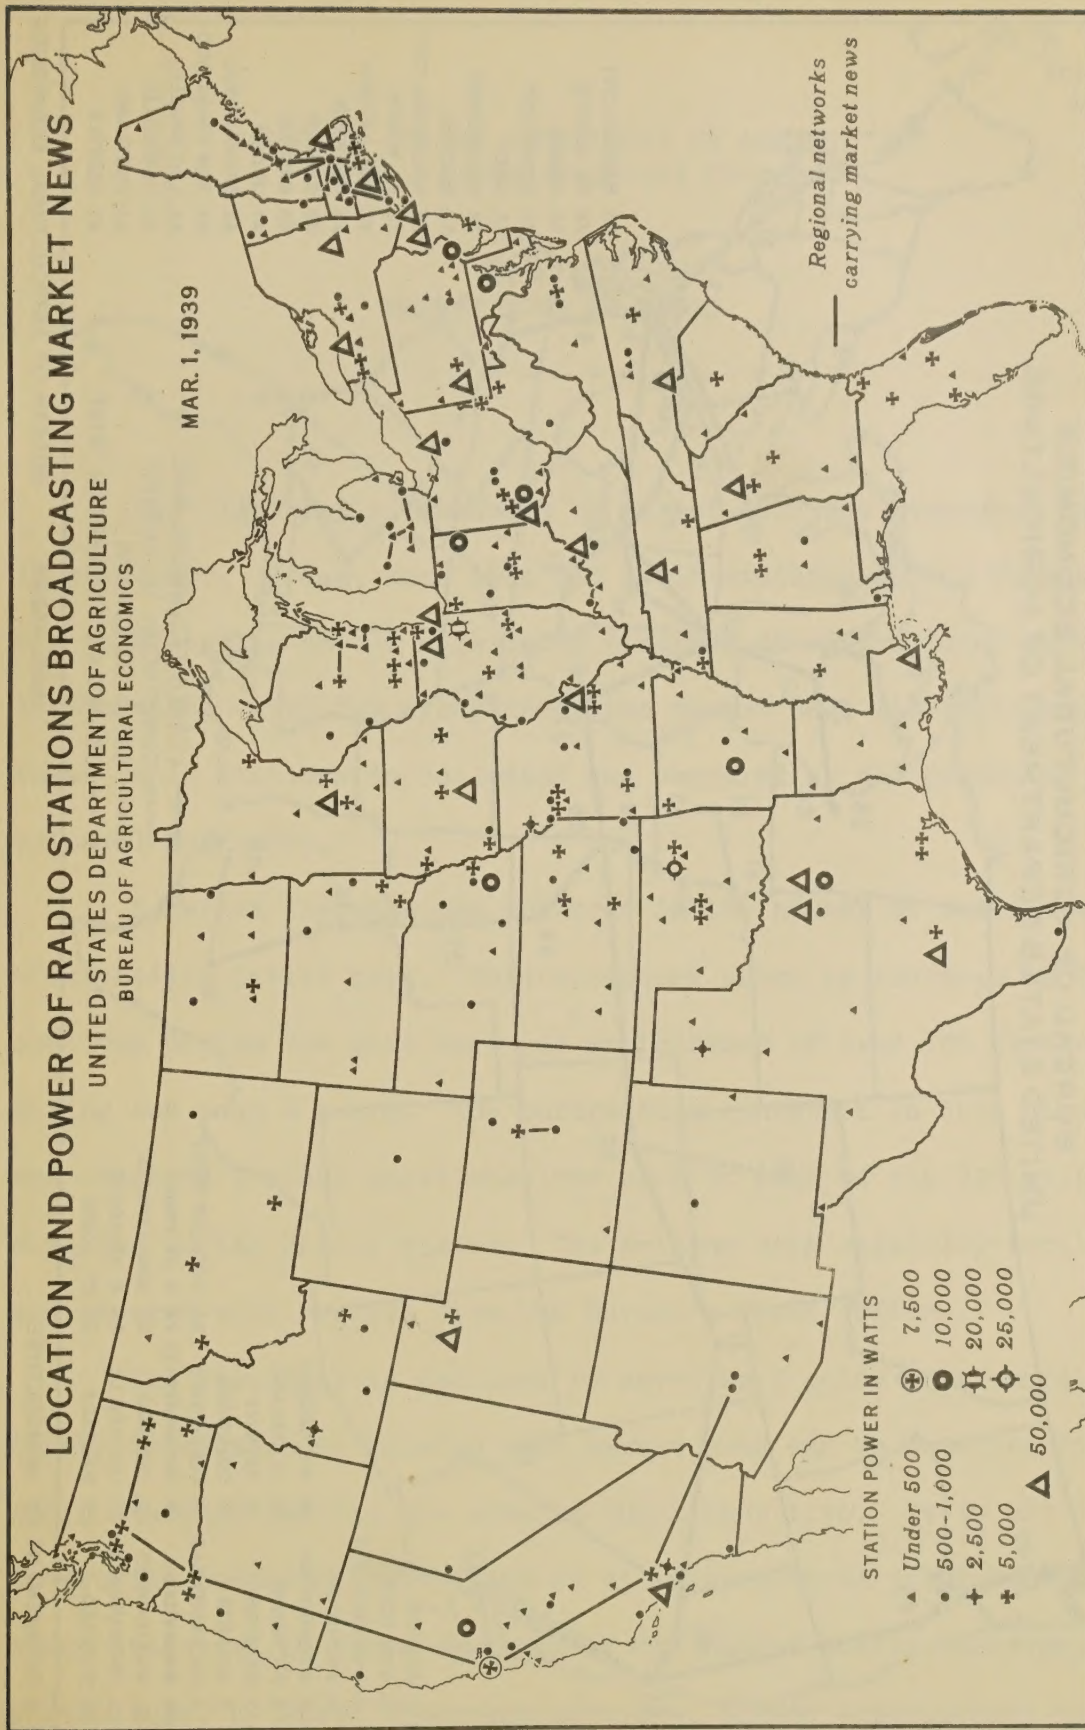 LOCATION AND POWER OF RADIO STATIONS BROADCASTING MARKET NEWS
UNITED STATES DEPARTMENT OF AGRICULTURE
BUREAU OF AGRICULTURAL ECONOMICS
MAR. 1, 1939
Regional networks
carrying market news
STATION POWER IN WATTS
Under 500
500-1,000
2,500
5,000
7,500
10,000
20,000
25,000
50,000